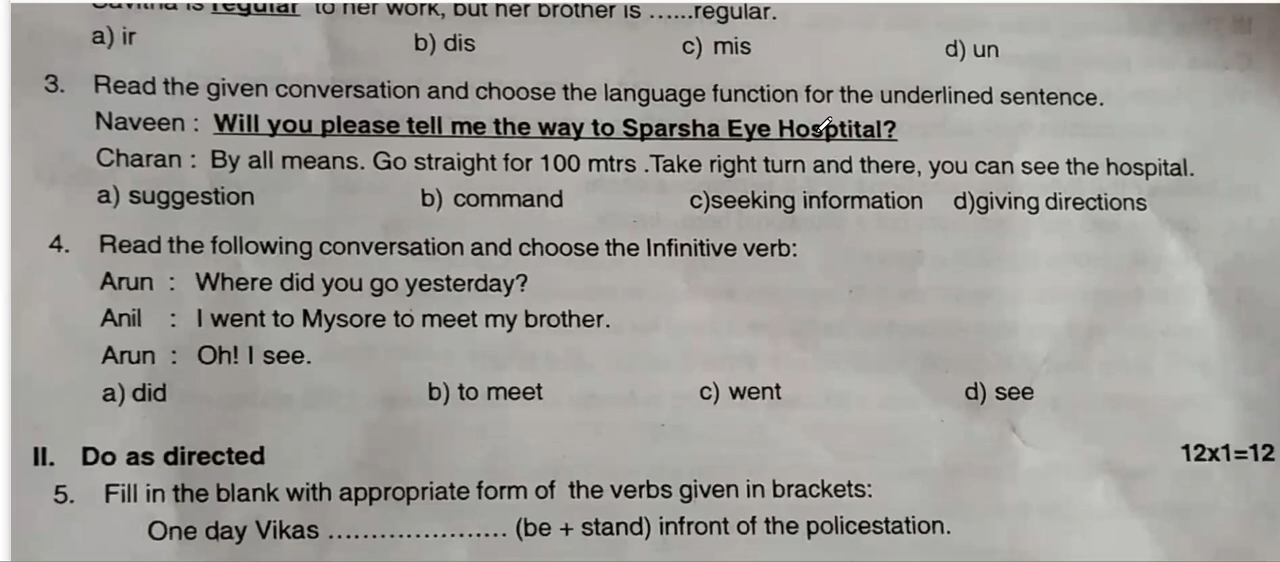 Savitha is regular to her work, but her brother is ......regular.
a) ir b) dis c) mis d) un
3. Read the given conversation and choose the language function for the underlined sentence.
Naveen : Will you please tell me the way to Sparsha Eye Hosptital?
Charan : By all means. Go straight for 100 mtrs .Take right turn and there, you can see the hospital.
a) suggestion b) command c)seeking information d)giving directions
4. Read the following conversation and choose the Infinitive verb:
Arun : Where did you go yesterday?
Anil : I went to Mysore to meet my brother.
Arun : Oh! I see.
a) did b) to meet c) went d) see
II. Do as directed 12x1=12
5. Fill in the blank with appropriate form of the verbs given in brackets:
One day Vikas ..................... (be + stand) infront of the policestation.